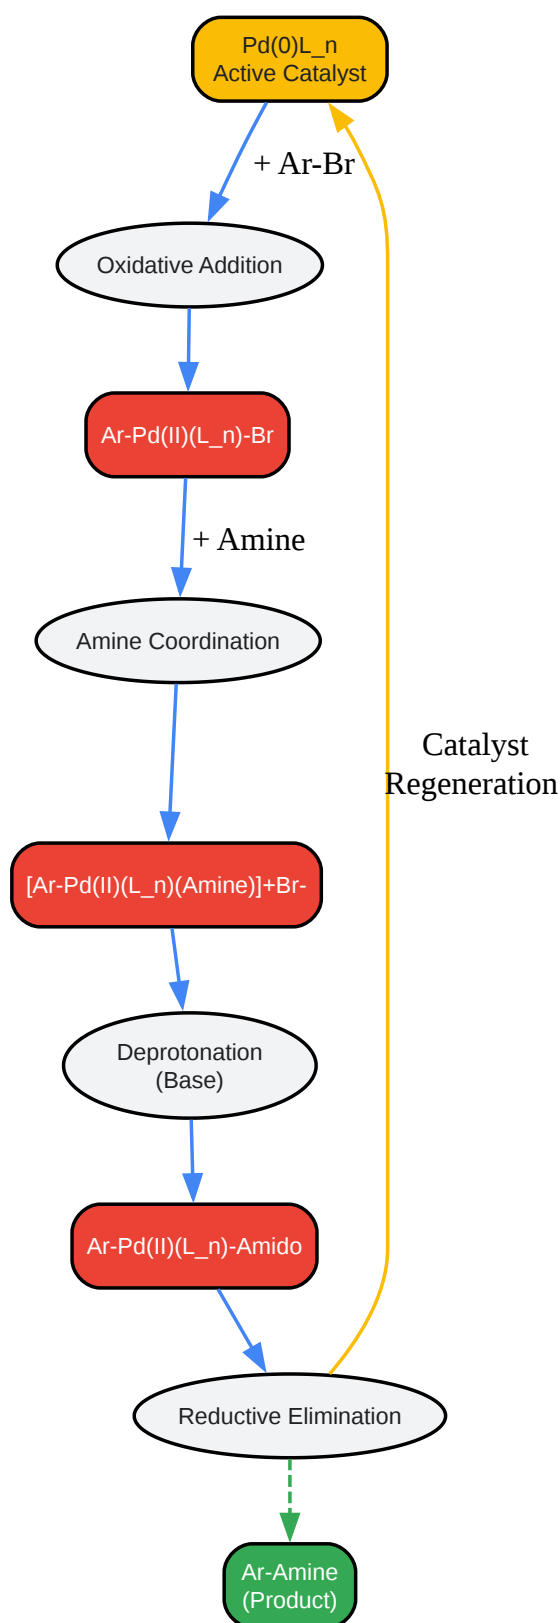 Pd(0)L_n
Active Catalyst
+ Ar-Br
Oxidative Addition
Ar-Pd(II)(L_n)-Br
+ Amine
Amine Coordination
Catalyst
Regeneration
[Ar-Pd(II)(L_n)(Amine)]+Br-
Deprotonation
(Base)
Ar-Pd(II)(L_n)-Amido
Reductive Elimination
Ar-Amine
(Product)